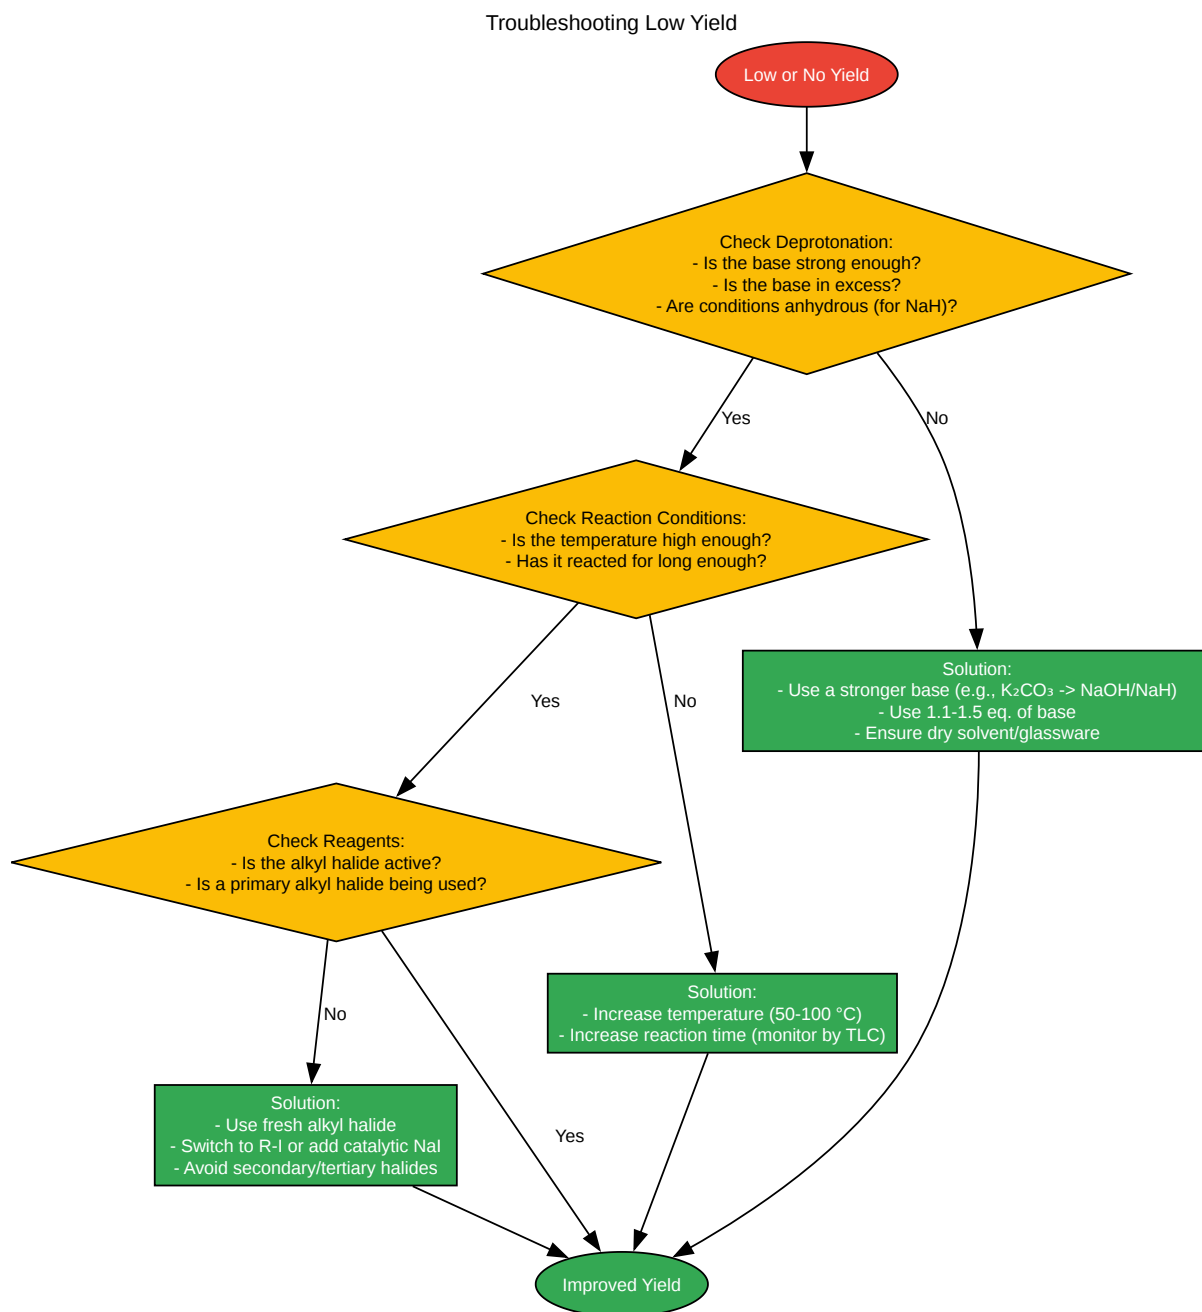 Troubleshooting Low Yield
Low or No Yield
Check Deprotonation:
- Is the base strong enough?
- Is the base in excess?
- Are conditions anhydrous (for NaH)?
Yes
No
Check Reaction Conditions:
- Is the temperature high enough?
- Has it reacted for long enough?
Solution:
- Use a stronger base (e.g., K₂CO₃ -> NaOH/NaH)
- Use 1.1-1.5 eq. of base
- Ensure dry solvent/glassware
Yes
No
Check Reagents:
- Is the alkyl halide active?
- Is a primary alkyl halide being used?
Solution:
- Increase temperature (50-100 °C)
- Increase reaction time (monitor by TLC)
No
Solution:
- Use fresh alkyl halide
- Switch to R-I or add catalytic NaI
- Avoid secondary/tertiary halides
Yes
Improved Yield